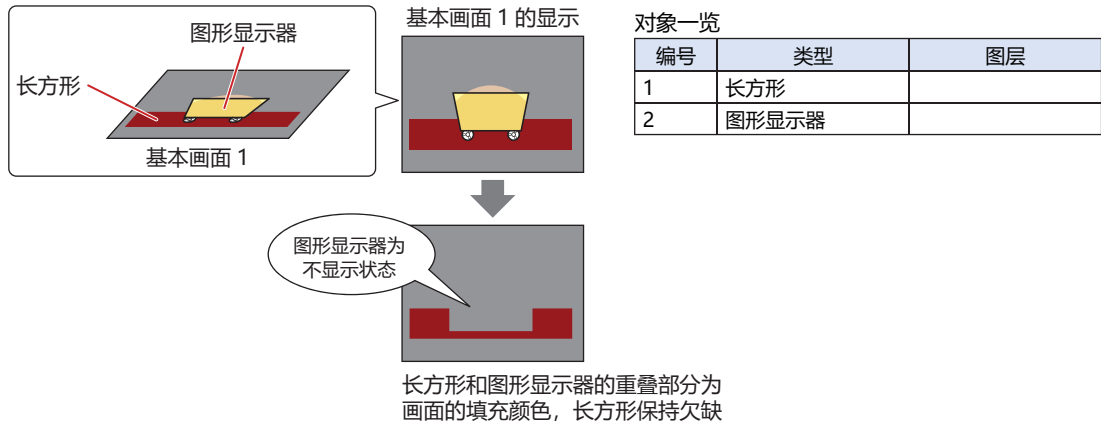 图形显示器
长方形
基本画面 1
基本画面 1 的显示
图形显示器为
不显示状态
长方形和图形显示器的重叠部分为
画面的填充颜色，长方形保持欠缺
对象一览
编号 类型 图层
1 长方形
2 图形显示器